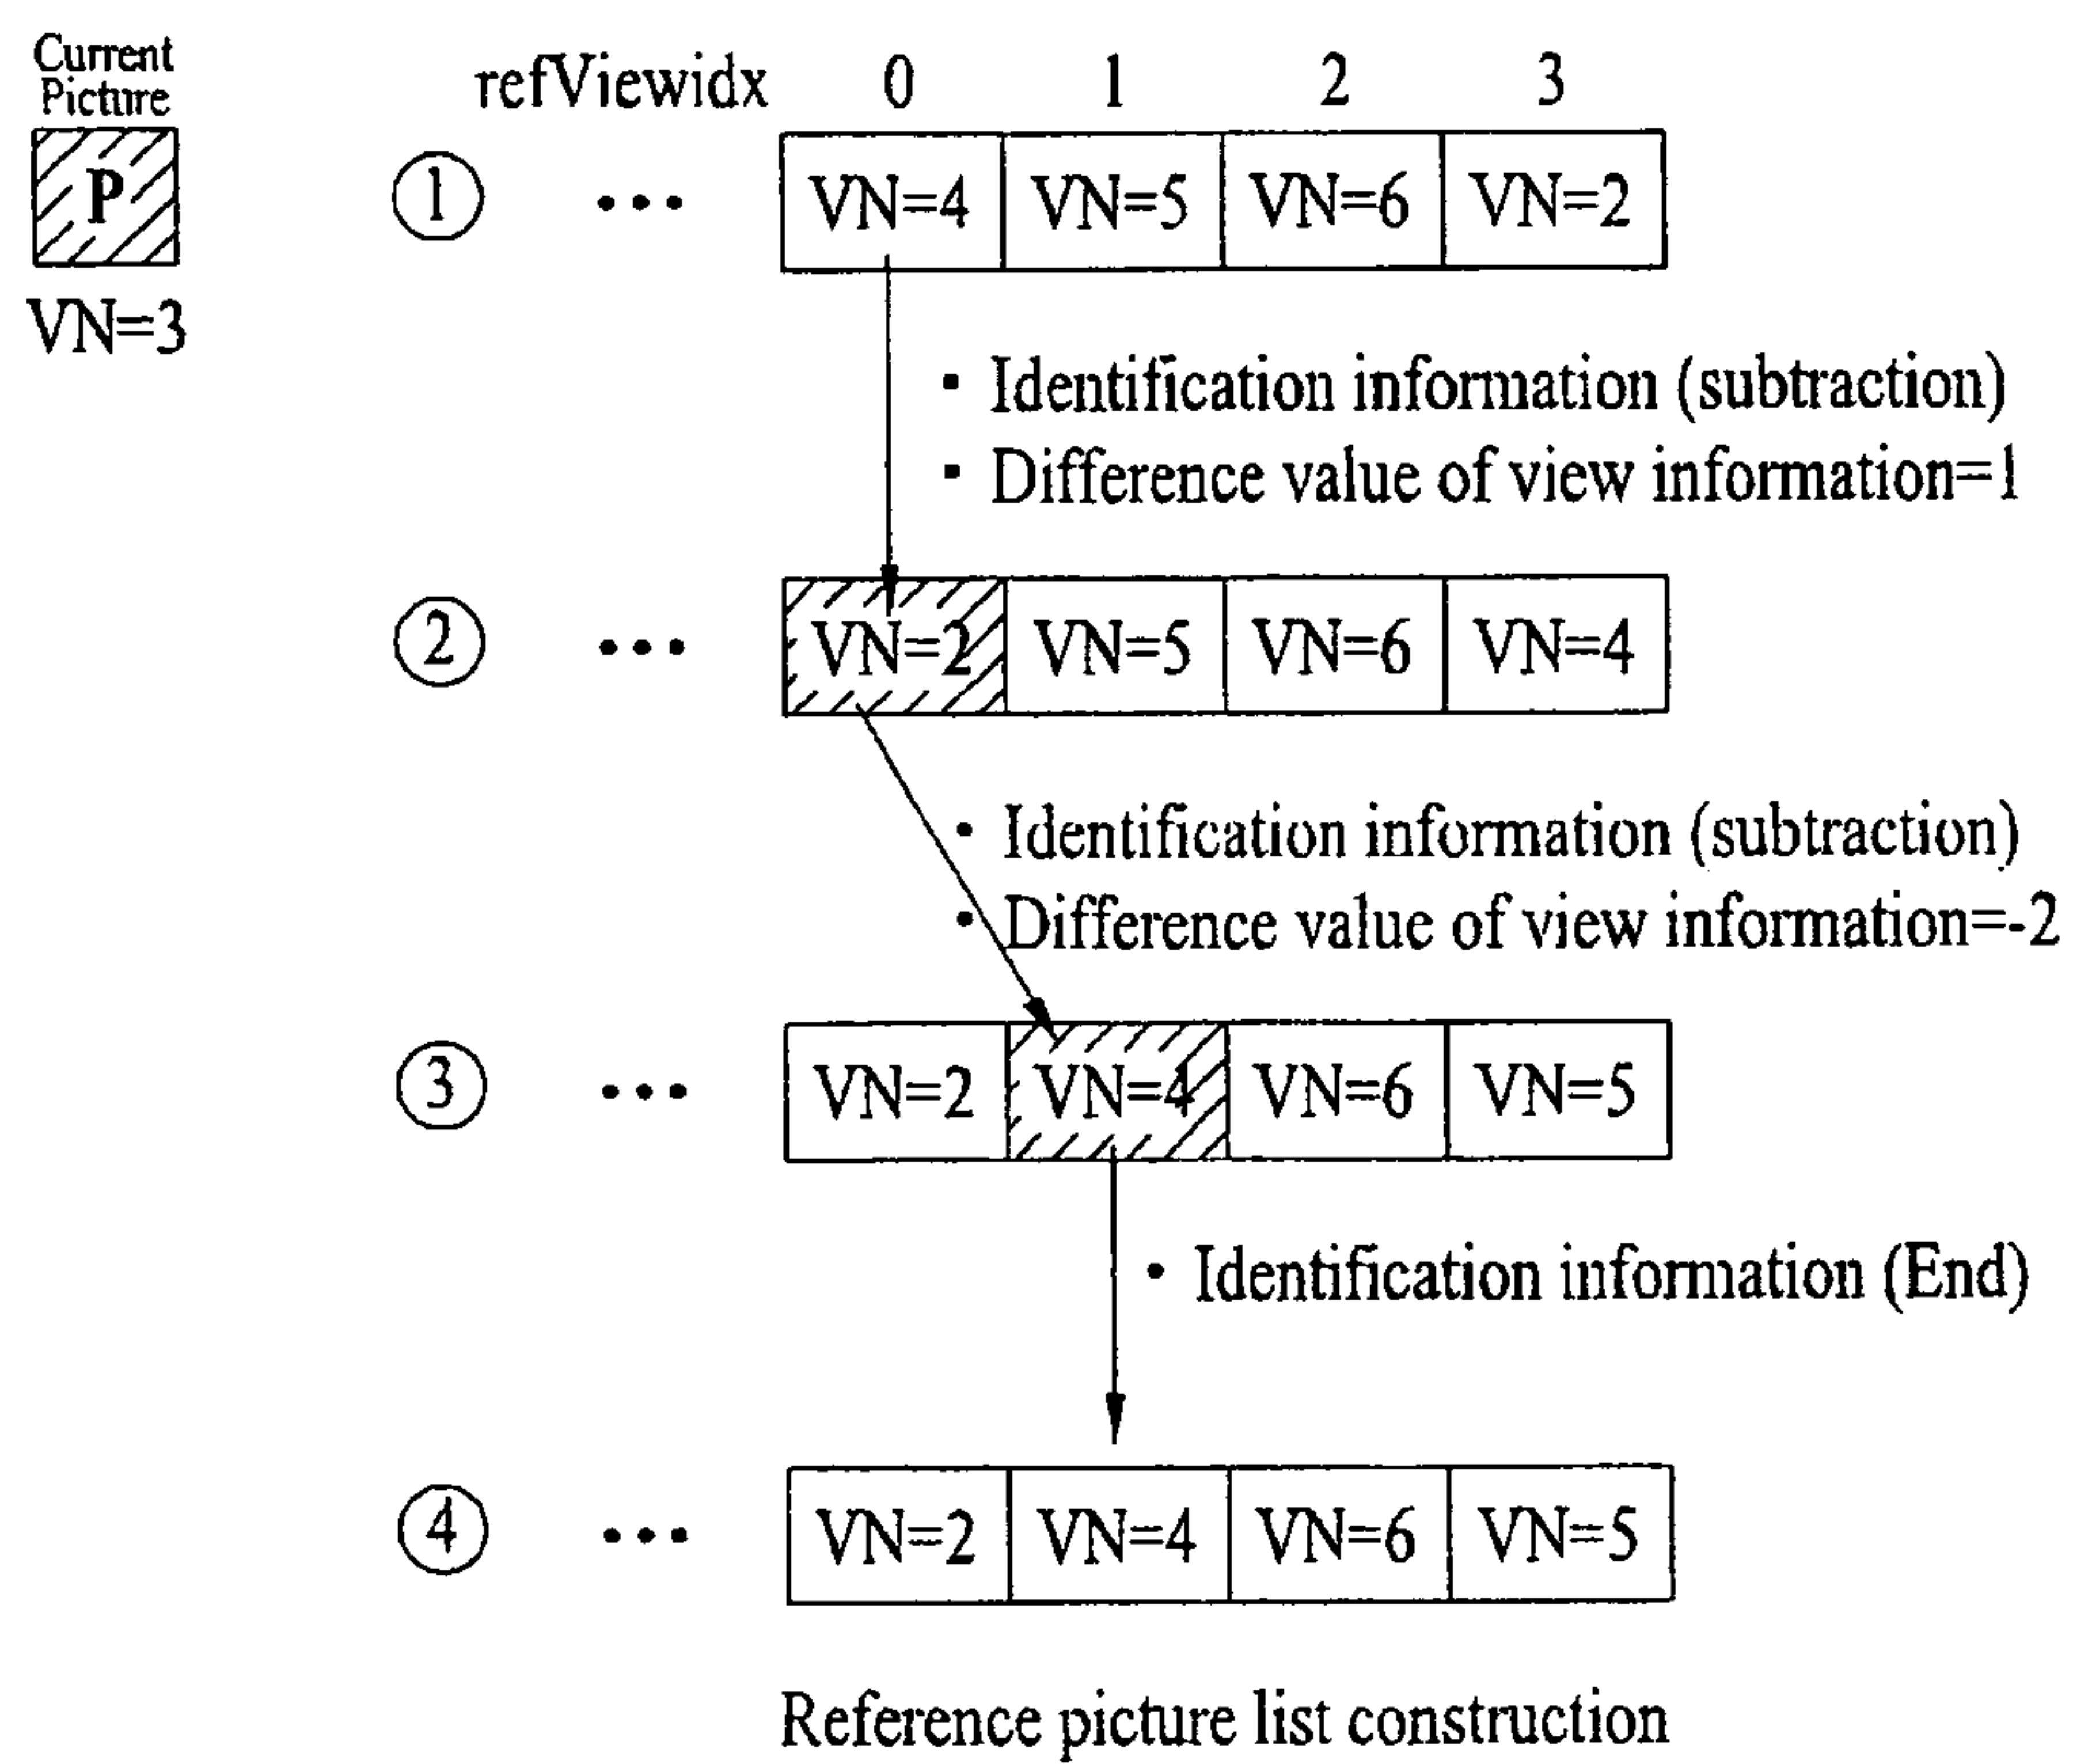 Current
Picture
P
VN=3
refViewidx 0 1 2 3
① ••• VN=4 VN=5 VN=6 VN=2
• Identification information (subtraction)
• Difference value of view information=1
② ••• VN=2 VN=5 VN=6 VN=4
• Identification information (subtraction)
• Difference value of view information=-2
③ ••• VN=2 VN=4 VN=6 VN=5
• Identification information (End)
④ ••• VN=2 VN=4 VN=6 VN=5
Reference picture list construction